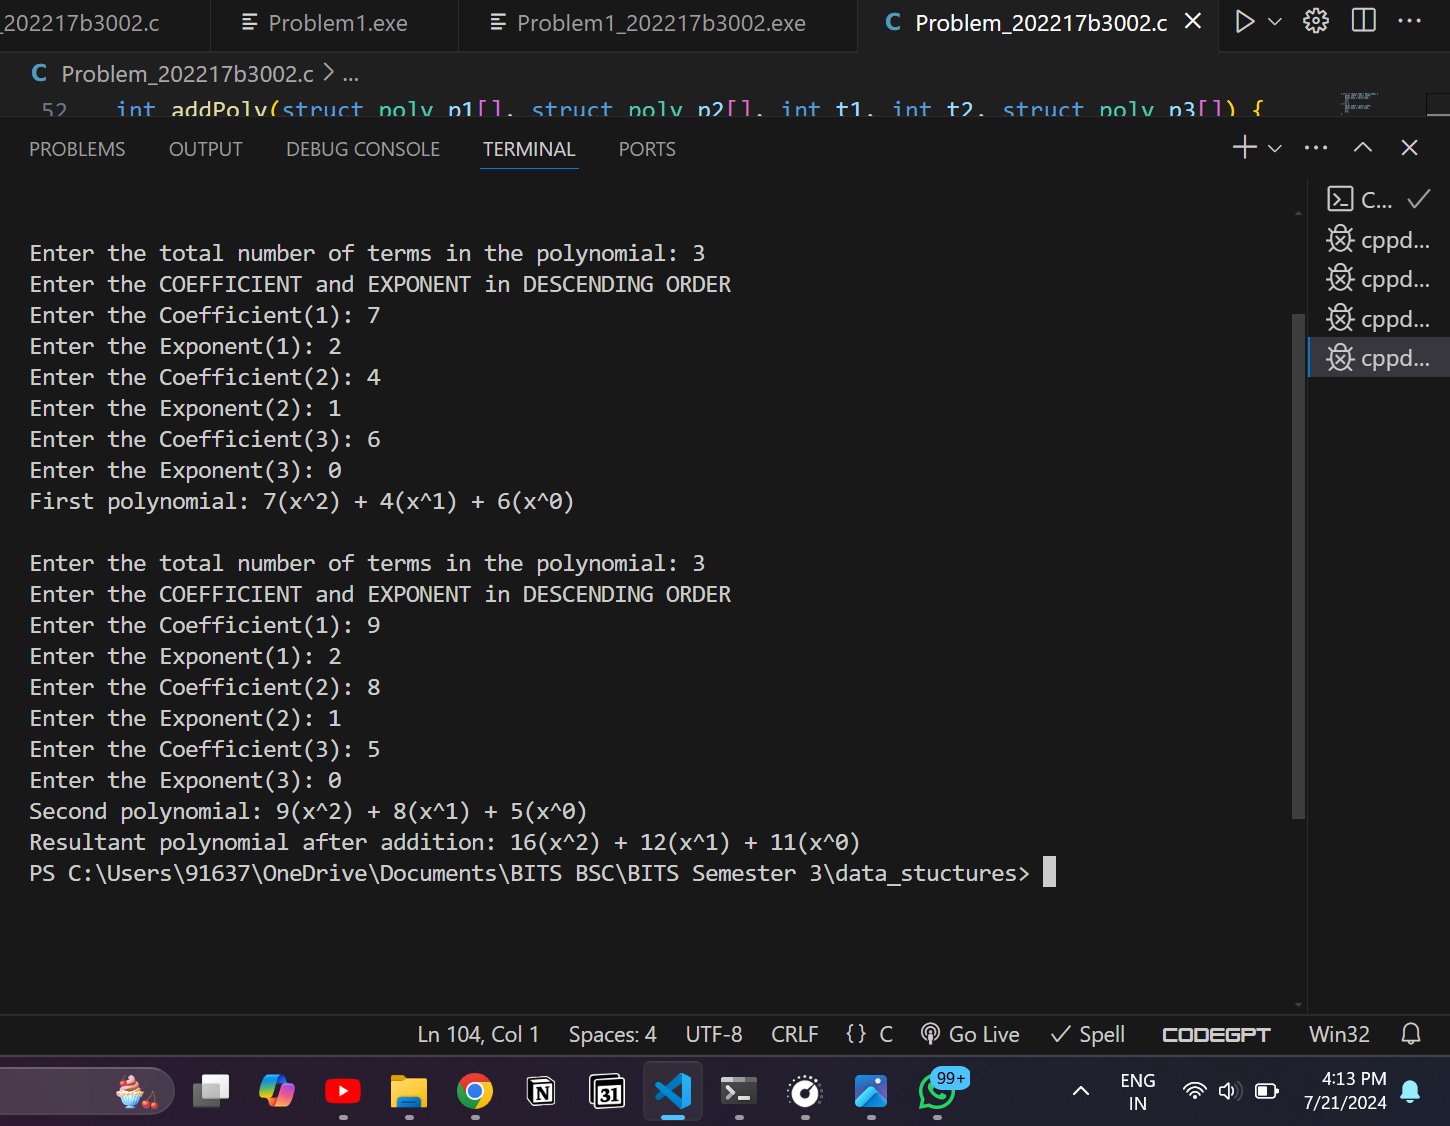 _202217b3002.c
Problem1.exe
Problem1_202217b3002.exe
C Problem_202217b3002.c
C Problem_202217b3002.c > ...
52 int addPoly(struct poly p1[], struct poly p2[], int t1, int t2, struct poly p3[]) {
PROBLEMS OUTPUT DEBUG CONSOLE TERMINAL PORTS
C...
cppd...
cppd...
cppd...
cppd...
Enter the total number of terms in the polynomial: 3
Enter the COEFFICIENT and EXPONENT in DESCENDING ORDER
Enter the Coefficient(1): 7
Enter the Exponent(1): 2
Enter the Coefficient(2): 4
Enter the Exponent(2): 1
Enter the Coefficient(3): 6
Enter the Exponent(3): 0
First polynomial: 7(x^2) + 4(x^1) + 6(x^0)
Enter the total number of terms in the polynomial: 3
Enter the COEFFICIENT and EXPONENT in DESCENDING ORDER
Enter the Coefficient(1): 9
Enter the Exponent(1): 2
Enter the Coefficient(2): 8
Enter the Exponent(2): 1
Enter the Coefficient(3): 5
Enter the Exponent(3): 0
Second polynomial: 9(x^2) + 8(x^1) + 5(x^0)
Resultant polynomial after addition: 16(x^2) + 12(x^1) + 11(x^0)
PS C:\Users\91637\OneDrive\Documents\BITS BSC\BITS Semester 3\data_stuctures>
Ln 104, Col 1 Spaces: 4 UTF-8 CRLF {} C Go Live Spell CODEGPT Win32
31
99+
ENG
IN
4:13 PM
7/21/2024